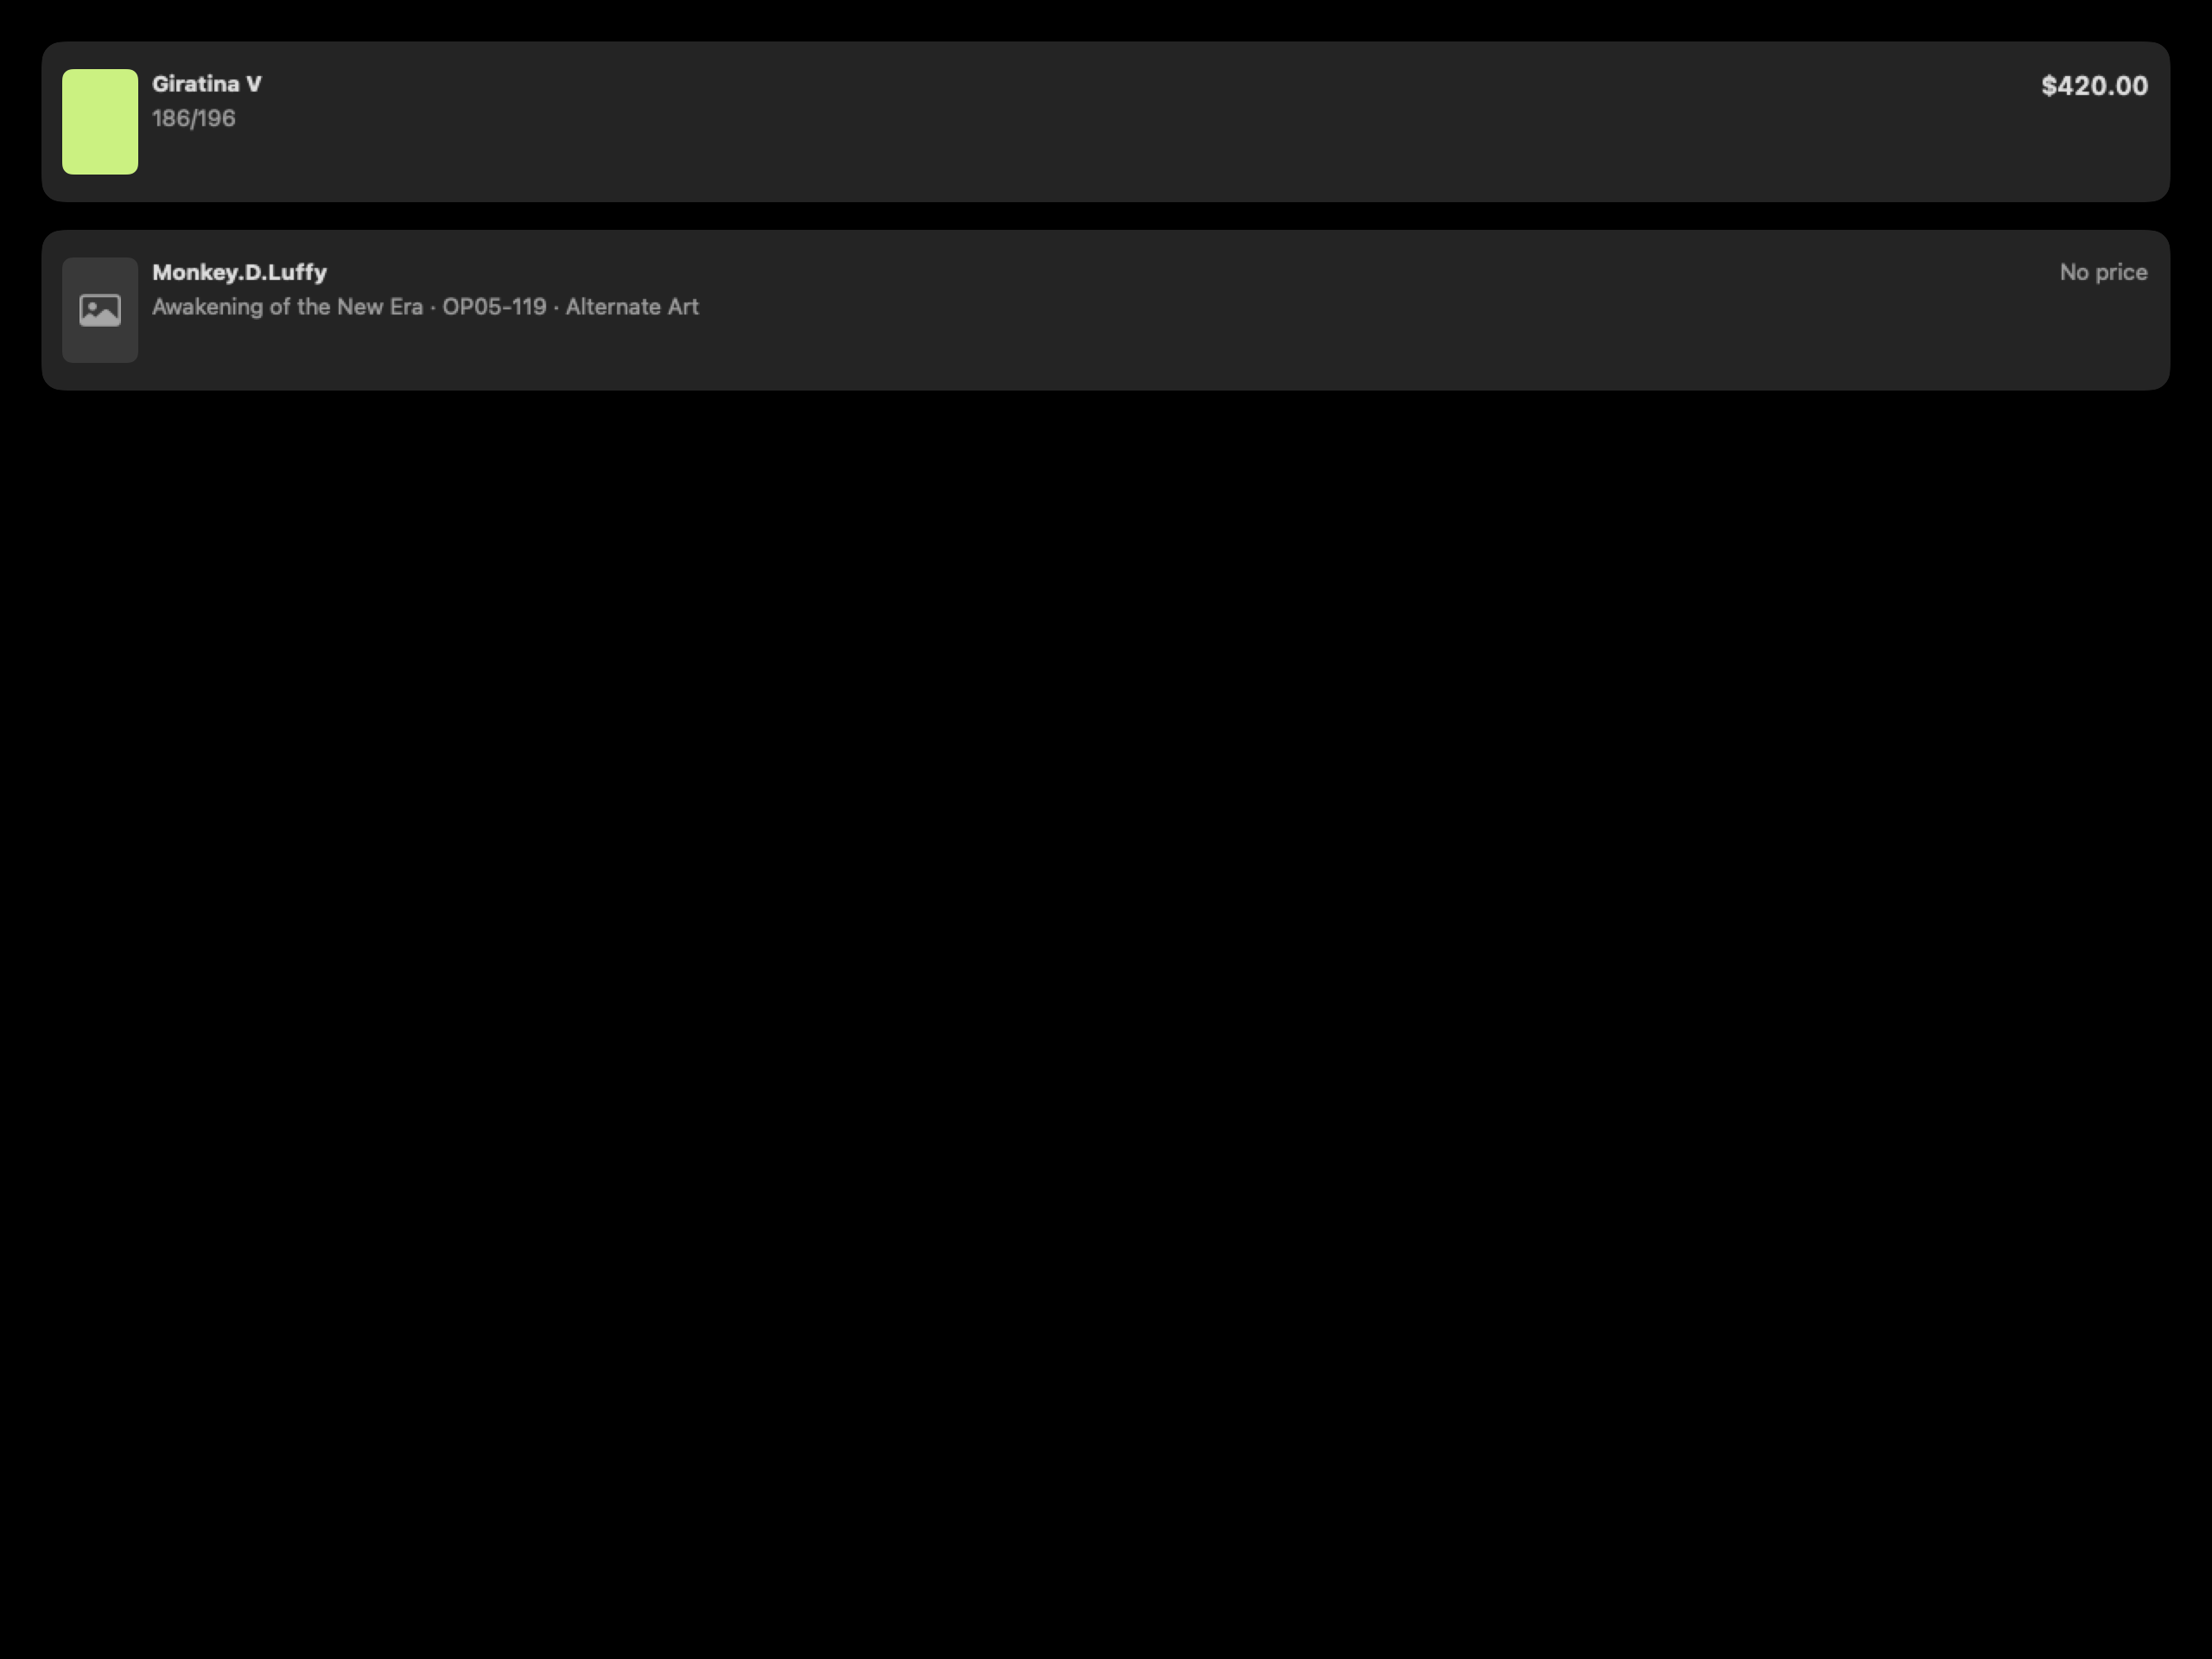 Giratina V
$420.00
186/196
Monkey.D.Luffy
No price
Awakening of the New Era · OP05-119 · Alternate Art